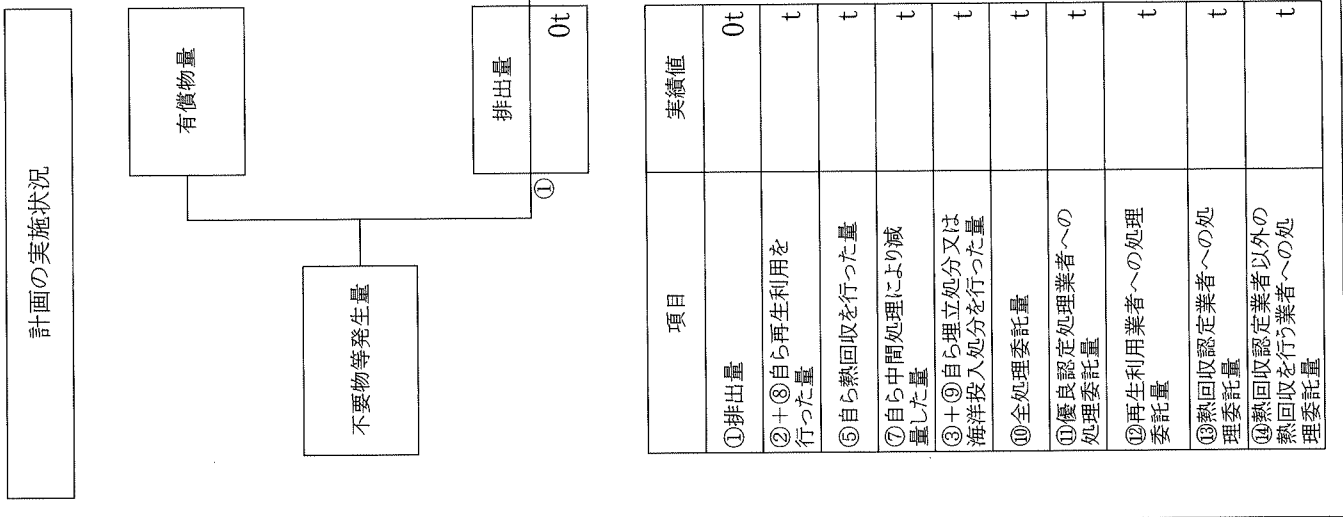 計画の実施状況
有償物量
不要物等発生量
①
排出量
0t
項目
実績値
①排出量
0t
②+⑧自ら再生利用を
行った量
t
⑤自ら熱回収を行った量
t
⑦自ら中間処理により減
量した量
t
③+⑨自ら埋立処分又は
海洋投入処分を行った量
t
⑩全処理委託量
t
⑪優良認定処理業者への
処理委託量
t
⑫再生利用業者への処理
委託量
t
⑬熱回収認定業者への処
理委託量
t
⑭熱回収認定業者以外の
熱回収を行う業者への処
理委託量
t